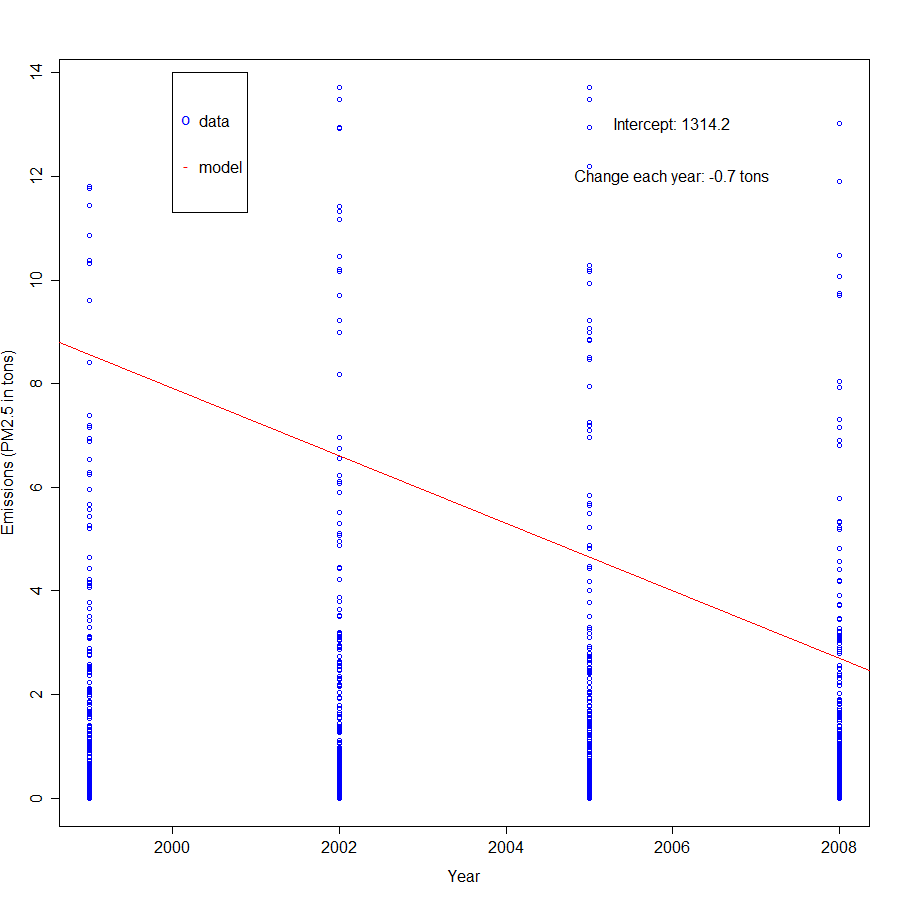 14
12
10
8
6
4
2
0
Emissions (PM2.5 in tons)
o data
- model
Intercept: 1314.2
Change each year: -0.7 tons
2000
2002
2004
2006
2008
Year